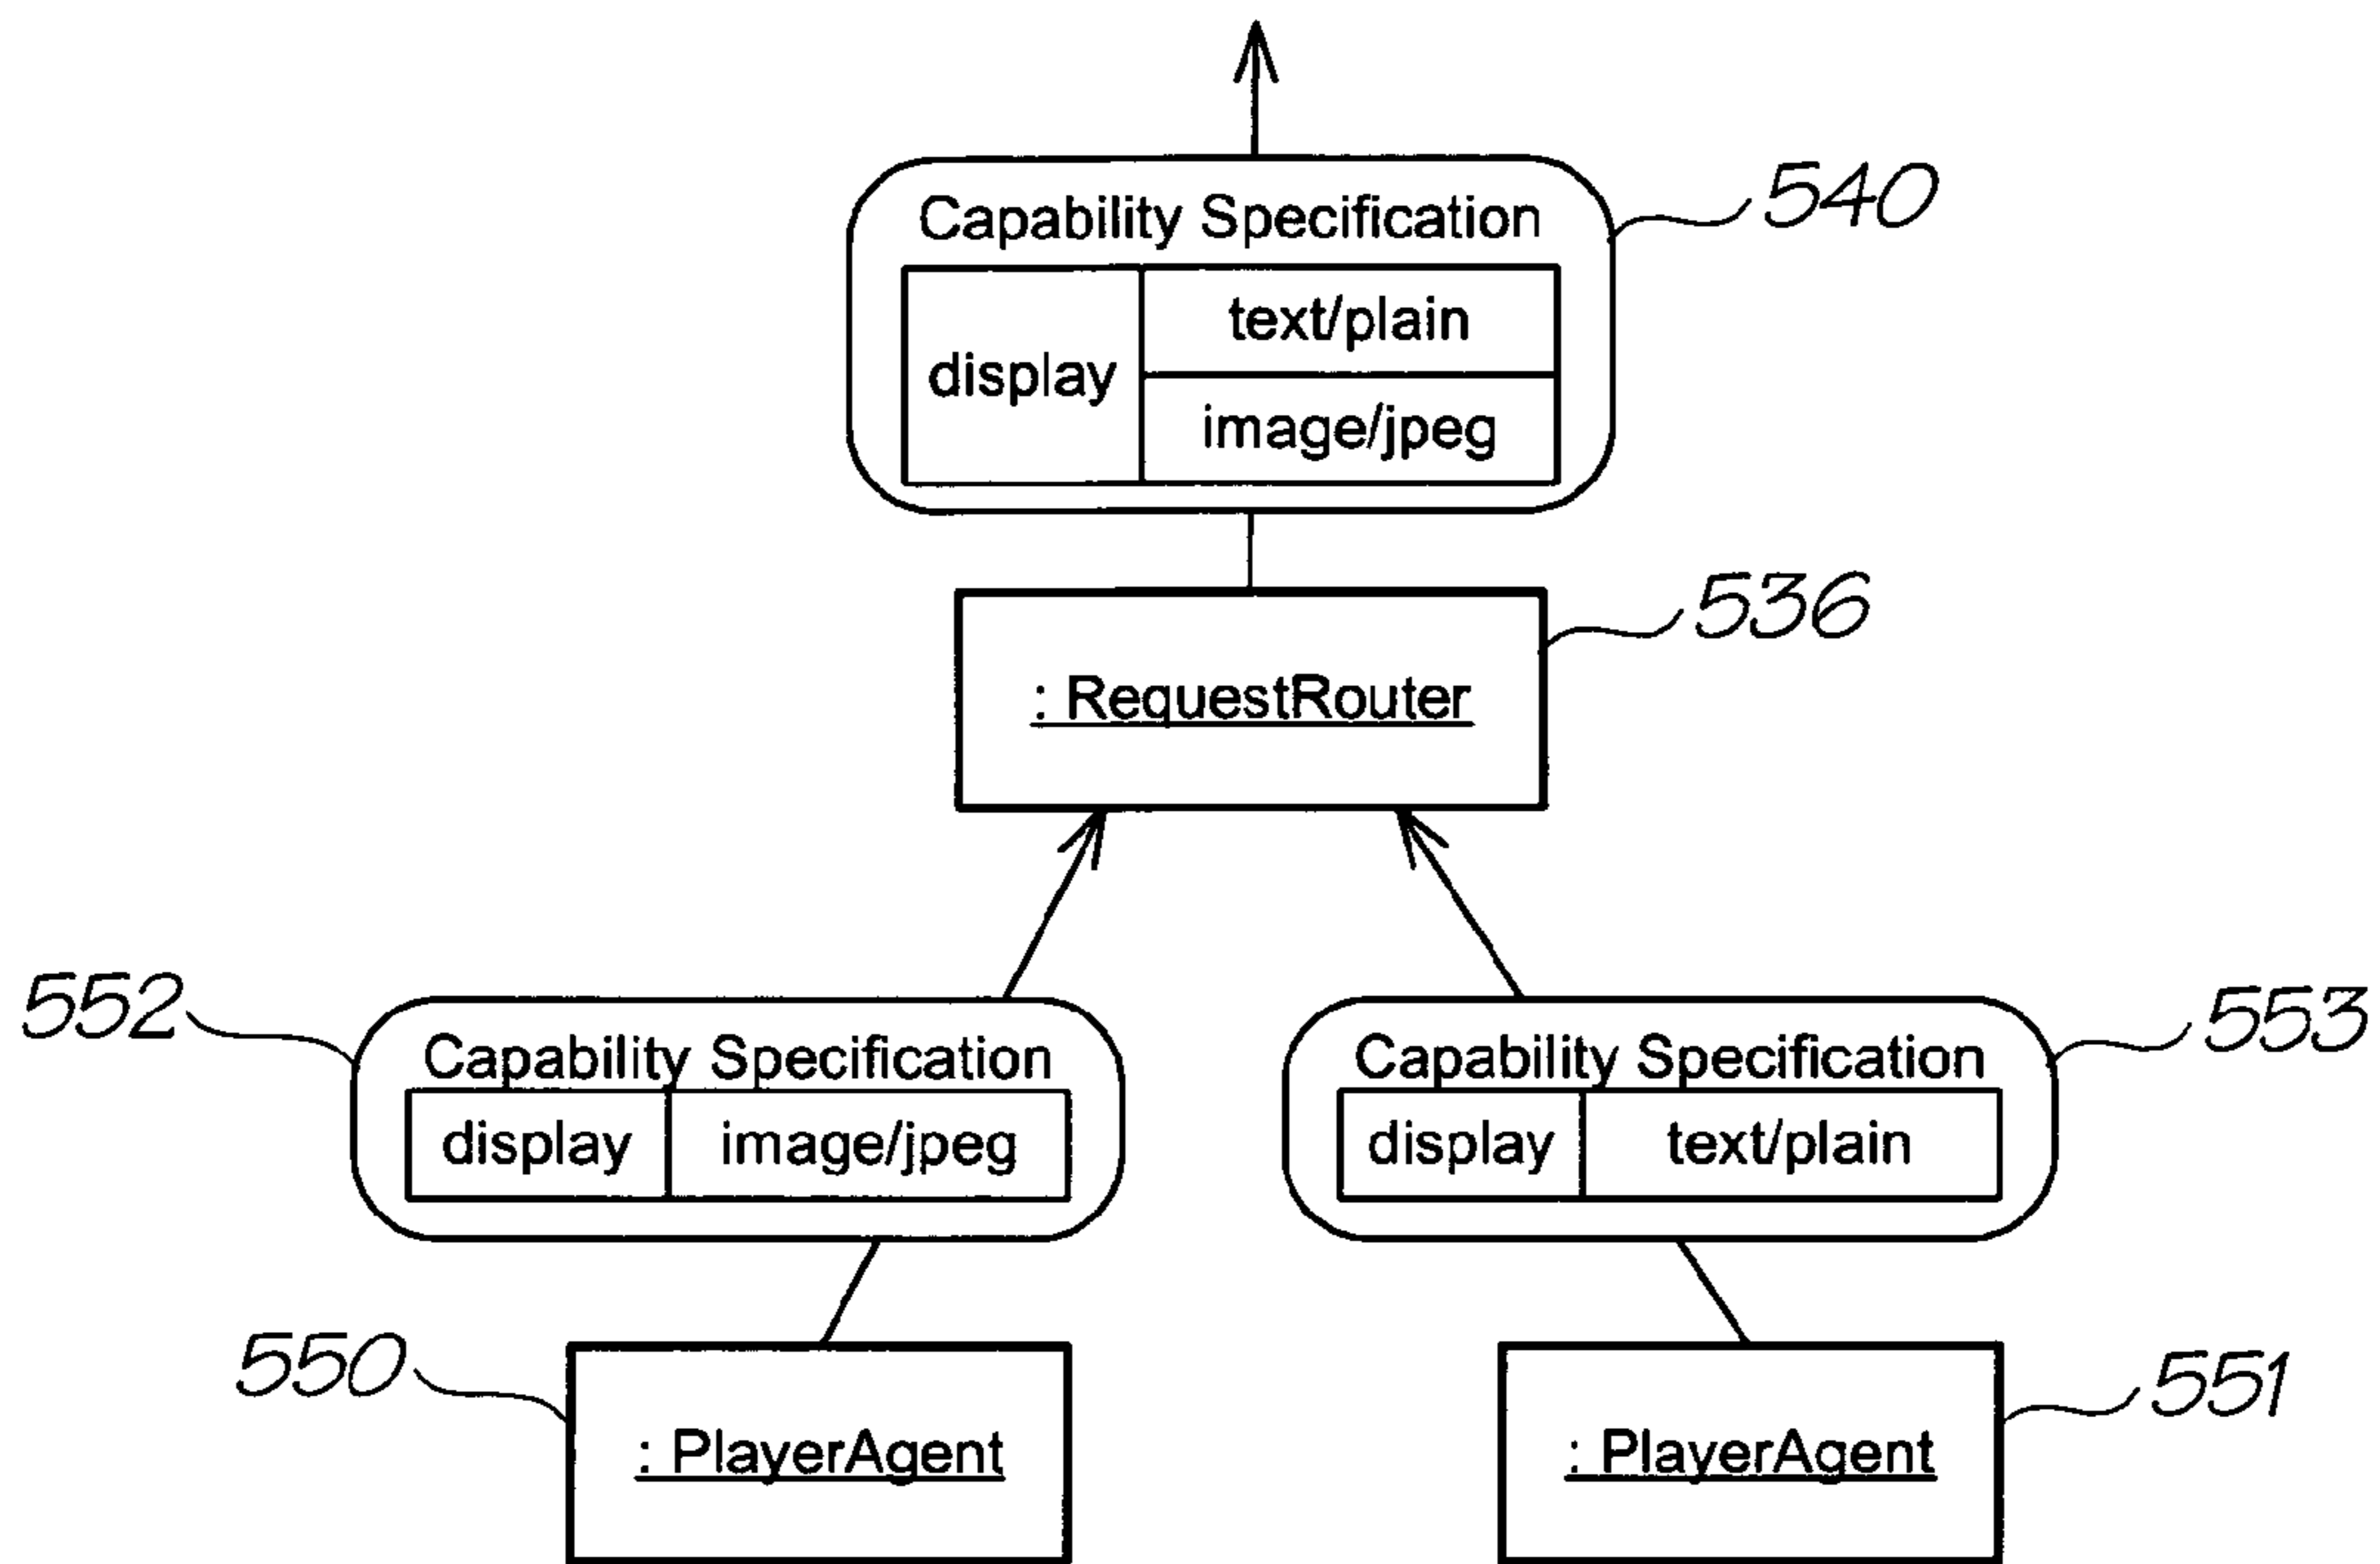 Capability Specification
540
display
text/plain
image/jpeg
536
: RequestRouter
552
Capability Specification
display image/jpeg
Capability Specification
553
display text/plain
550
: PlayerAgent
: PlayerAgent
551